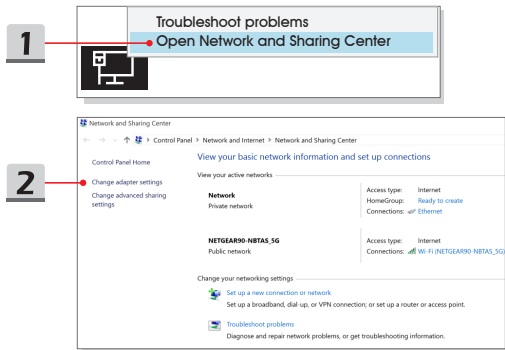 Troubleshoot problems
1
Open Network and Sharing Center
Network and Sharing Center
Control Panel > Network and Internet > Network and Sharing Center
Control Panel Home
View your basic network information and set up connections
View your active networks
2
Change adapter settings
Change advanced sharing
settings
Network
Private network
Access type: Internet
HomeGroup: Ready to create
Connections: Ethernet
NETGEAR90-NBTAS_5G
Public network
Access type: Internet
Connections: Wi-Fi (NETGEAR90-NBTAS_5G)
Change your networking settings
Set up a new connection or network
Set up a broadband, dial-up, or VPN connection; or set up a router or access point.
Troubleshoot problems
Diagnose and repair network problems, or get troubleshooting information.